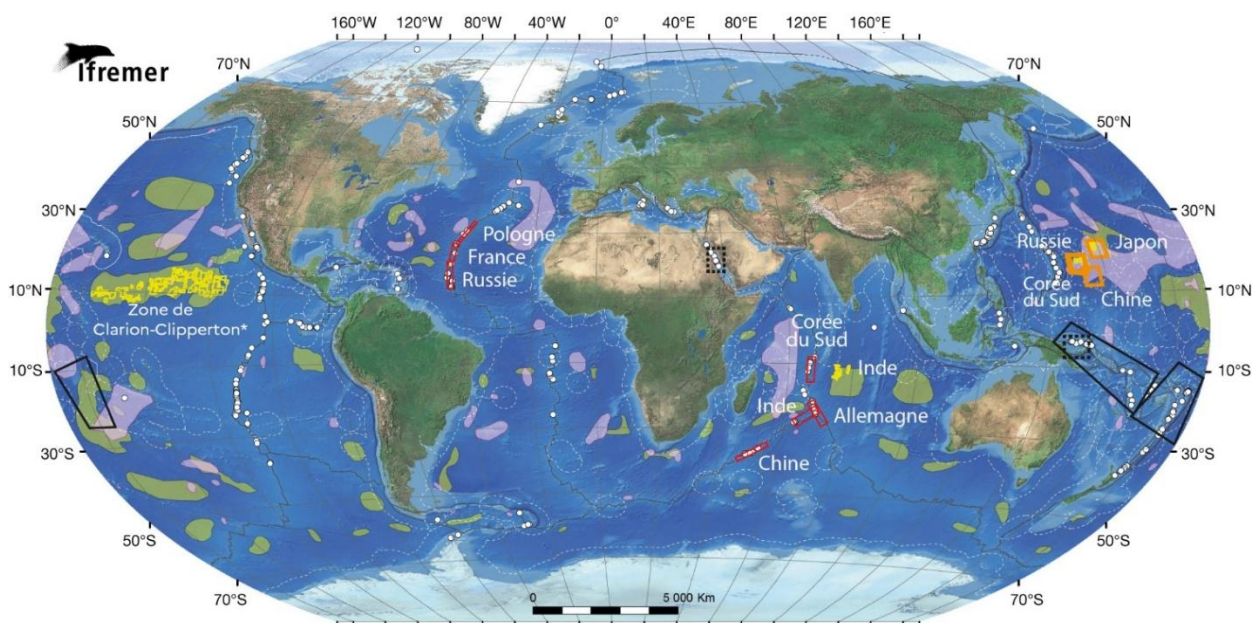 160°W 120°W 80°W 40°W 0° 40°E 80°E 120°E 160°E
Ifremer
70°N 70°N
50°N 50°N
30°N 30°N
Pologne
France
Russie
Russie Japon
Corée
du Sud
Chine
10°N 10°N
Zone de
Clarion-Clipperton*
Corée
du Sud
Inde
10°S 10°S
Inde
Allemagne
Chine
30°S 30°S
50°S 50°S
70°S 70°S
0 5 000 Km